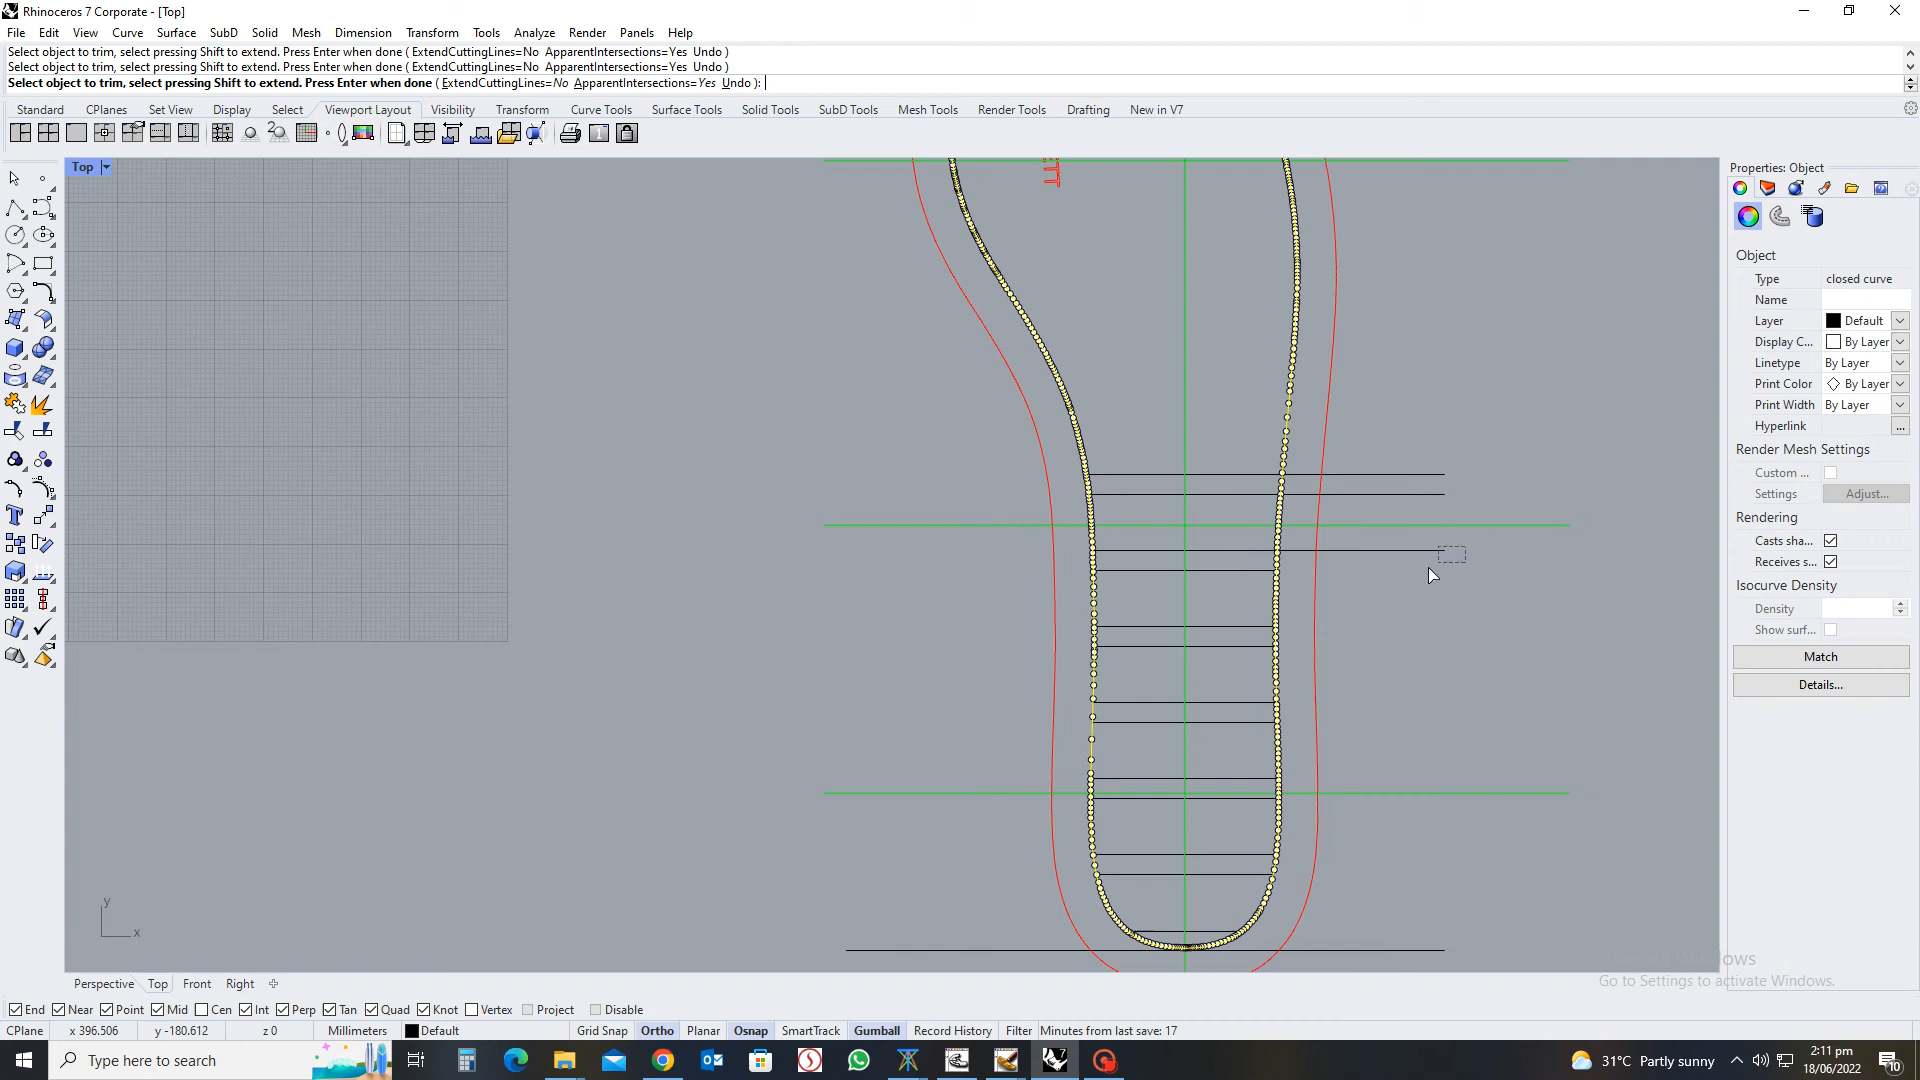 Rhinoceros 7 Corporate - [Top]
File Edit View Curve Surface SubD Solid Mesh Dimension Transform Tools Analyze Render Panels Help
Select object to trim, select pressing Shift to extend. Press Enter when done ( ExtendCuttingLines=No ApparentIntersections=Yes Undo )
Select object to trim, select pressing Shift to extend. Press Enter when done ( ExtendCuttingLines=No ApparentIntersections=Yes Undo )
Select object to trim, select pressing Shift to extend. Press Enter when done ( ExtendCuttingLines=No ApparentIntersections=Yes Undo ):
Standard CPlanes Set View Display Select Viewport Layout Visibility Transform Curve Tools Surface Tools Solid Tools SubD Tools Mesh Tools Render Tools Drafting New in V7
Top
Properties: Object
Object
Type closed curve
Name
Layer Default
Display C... By Layer
Linetype By Layer
Print Color By Layer
Print Width By Layer
Hyperlink ...
Render Mesh Settings
Custom ...
Settings Adjust...
Rendering
Casts sha...
Receives s...
Isocurve Density
Density
Show surf...
Match
Details...
y
x
Windows
Go to Settings to activate Windows.
Perspective Top Front Right
End Near Point Mid Cen Int Perp Tan Quad Knot Vertex Project Disable
CPlane x 396.506 y -180.612 z 0 Millimeters Default Grid Snap Ortho Planar Osnap SmartTrack Gumball Record History Filter Minutes from last save: 17
Type here to search
31°C Partly sunny
2:11 pm
18/06/2022
10